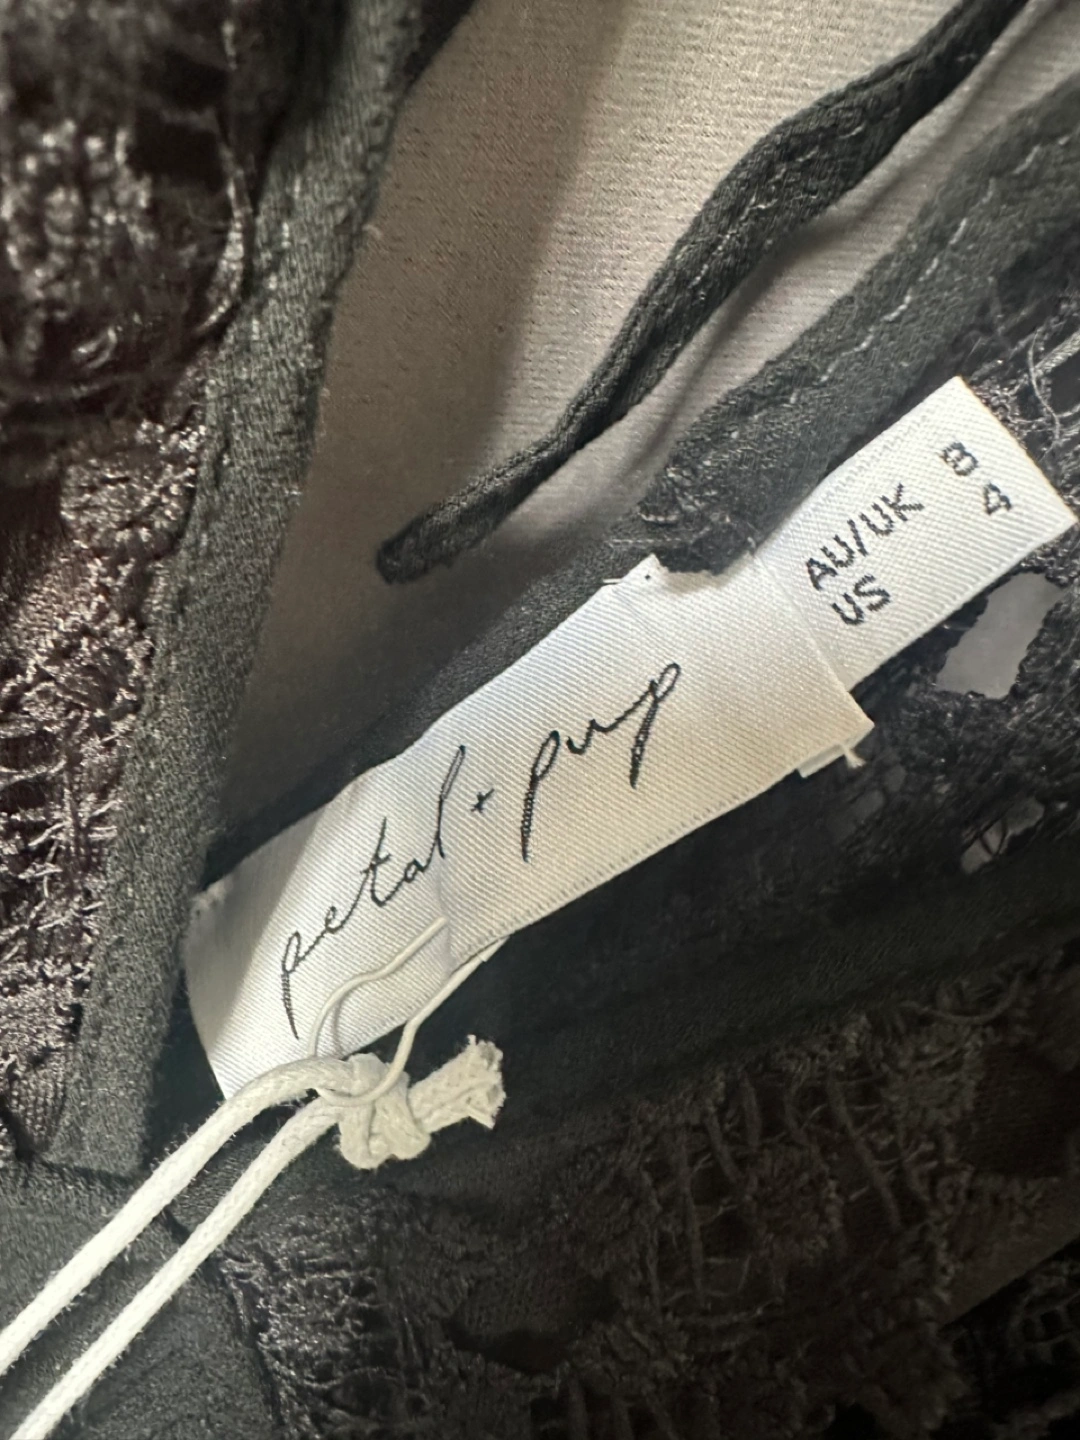 petal + pup
AU/UK 8
US 4